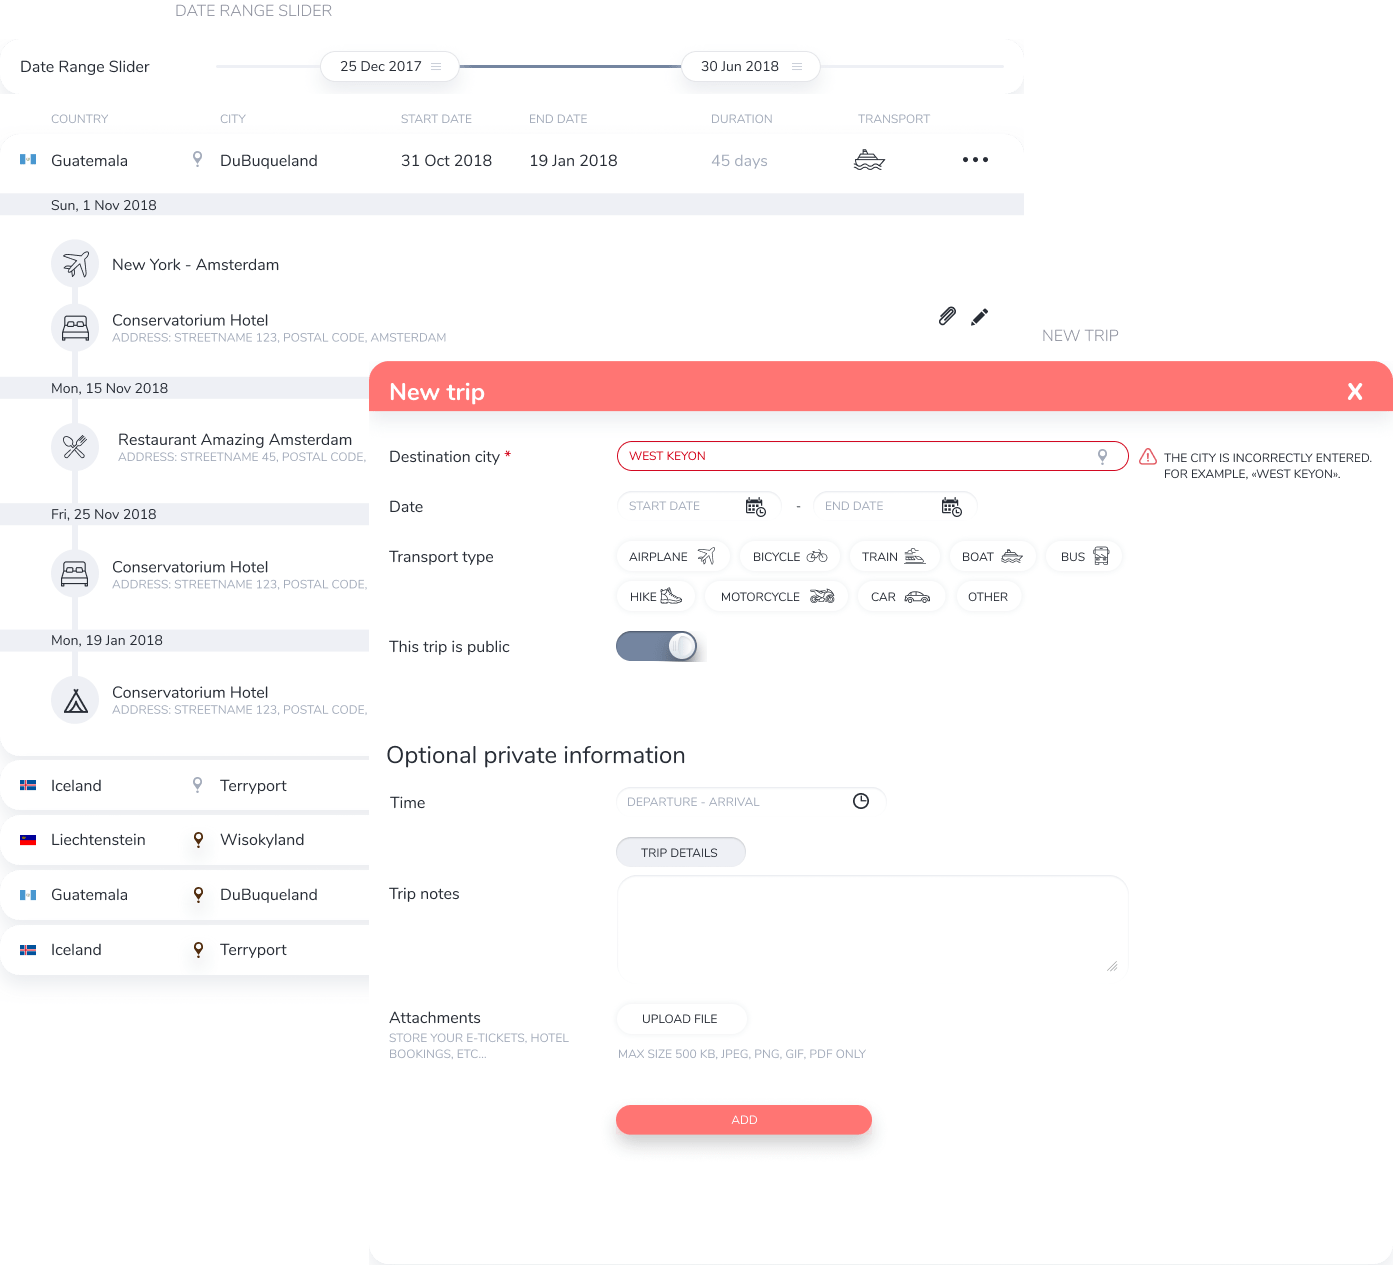 DATE RANGE SLIDER
Date Range Slider
25 Dec 2017
30 Jun 2018
COUNTRY CITY START DATE END DATE DURATION TRANSPORT
Guatemala DuBuqueland 31 Oct 2018 19 Jan 2018 45 days
Sun, 1 Nov 2018
New York - Amsterdam
Conservatorium Hotel
ADDRESS: STREETNAME 123, POSTAL CODE, AMSTERDAM
Mon, 15 Nov 2018
Restaurant Amazing Amsterdam
ADDRESS: STREETNAME 45, POSTAL CODE,
Fri, 25 Nov 2018
Conservatorium Hotel
ADDRESS: STREETNAME 123, POSTAL CODE,
Mon, 19 Jan 2018
Conservatorium Hotel
ADDRESS: STREETNAME 123, POSTAL CODE,
Iceland Terryport
Liechtenstein Wisokyland
Guatemala DuBuqueland
Iceland Terryport
NEW TRIP
New trip X
Destination city *
WEST KEYON
THE CITY IS INCORRECTLY ENTERED.
FOR EXAMPLE, «WEST KEYON».
Date
START DATE - END DATE
Transport type
AIRPLANE BICYCLE TRAIN BOAT BUS
HIKE MOTORCYCLE CAR OTHER
This trip is public
Optional private information
Time
DEPARTURE - ARRIVAL
TRIP DETAILS
Trip notes
Attachments
STORE YOUR E-TICKETS, HOTEL
BOOKINGS, ETC...
UPLOAD FILE
MAX SIZE 500 KB, JPEG, PNG, GIF, PDF ONLY
ADD